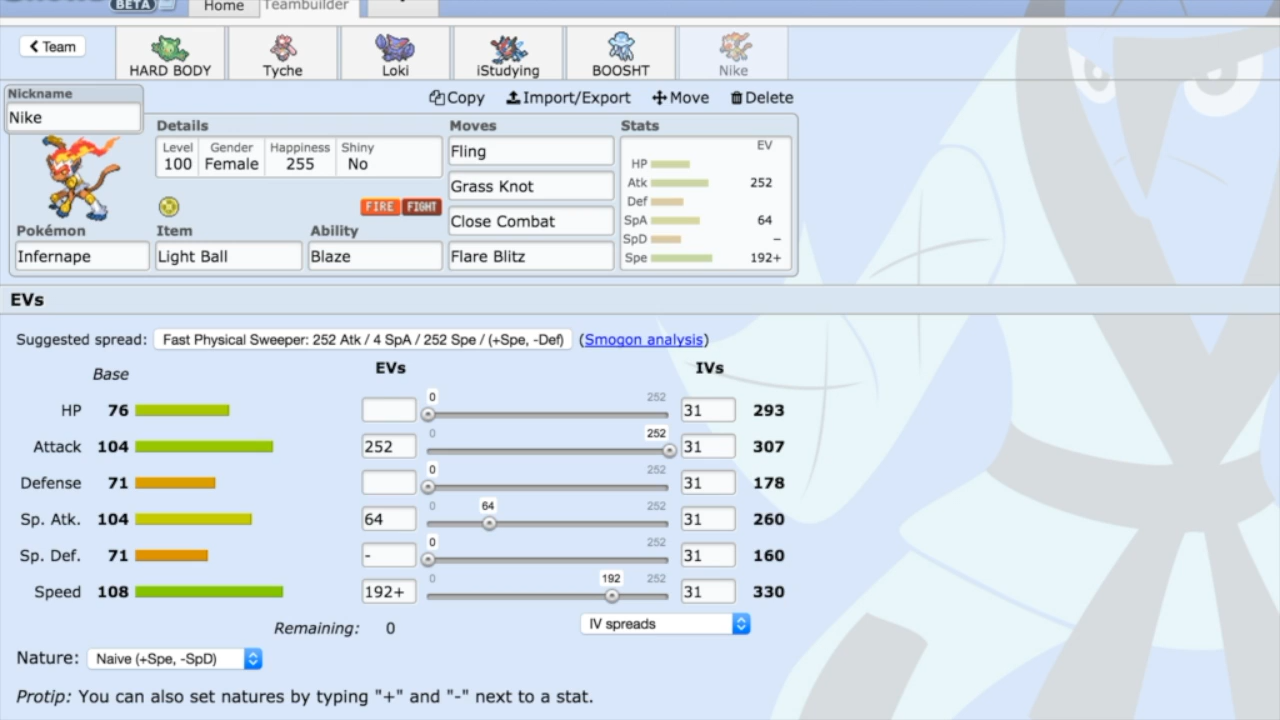 BETA
Home
Teambuilder
Team
HARD BODY
Tyche
Loki
iStudying
BOOSHT
Nike
Copy
Import/Export
Move
Delete
Nickname
Nike
Details
Level
100
Gender
Female
Happiness
255
Shiny
No
FIRE
FIGHT
Pokémon
Infernape
Item
Light Ball
Ability
Blaze
Moves
Fling
Grass Knot
Close Combat
Flare Blitz
Stats
EV
HP
Atk 252
Def
SpA 64
SpD –
Spe 192+
EVs
Suggested spread: Fast Physical Sweeper: 252 Atk / 4 SpA / 252 Spe / (+Spe, -Def) (Smogon analysis)
Base EVs IVs
HP 76 0 252 31 293
Attack 104 252 0 252 31 307
Defense 71 0 252 31 178
Sp. Atk. 104 64 0 64 252 31 260
Sp. Def. 71 - 0 252 31 160
Speed 108 192+ 0 192 252 31 330
Remaining: 0
IV spreads
Nature: Naive (+Spe, -SpD)
Protip: You can also set natures by typing "+" and "-" next to a stat.